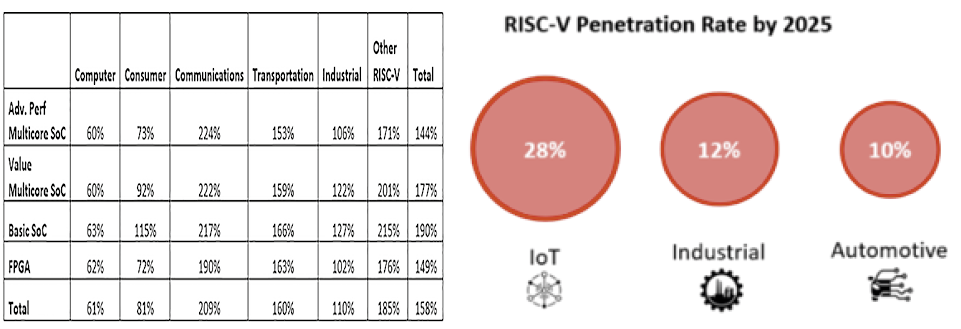 Other
Computer Consumer Communications Transportation Industrial RISC-V Total
Adv. Perf
Multicore SoC 60% 73% 224% 153% 106% 171% 144%
Value
Multicore SoC 60% 92% 222% 159% 122% 201% 177%
Basic SoC 63% 115% 217% 166% 127% 215% 190%
FPGA 62% 72% 190% 163% 102% 176% 149%
Total 61% 81% 209% 160% 110% 185% 158%
RISC-V Penetration Rate by 2025
28% 12% 10%
IoT Industrial Automotive